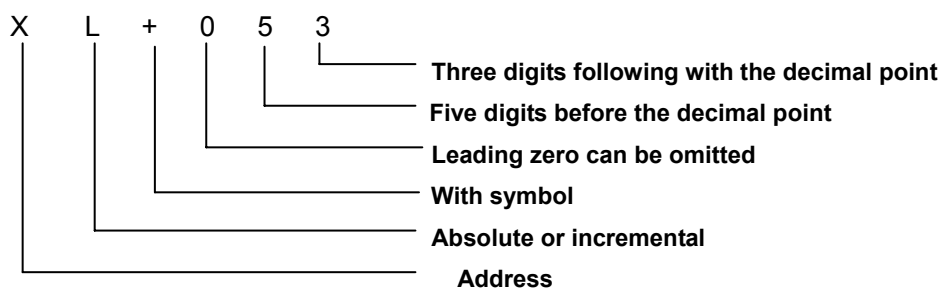 X L + 0 5 3
Three digits following with the decimal point
Five digits before the decimal point
Leading zero can be omitted
With symbol
Absolute or incremental
Address